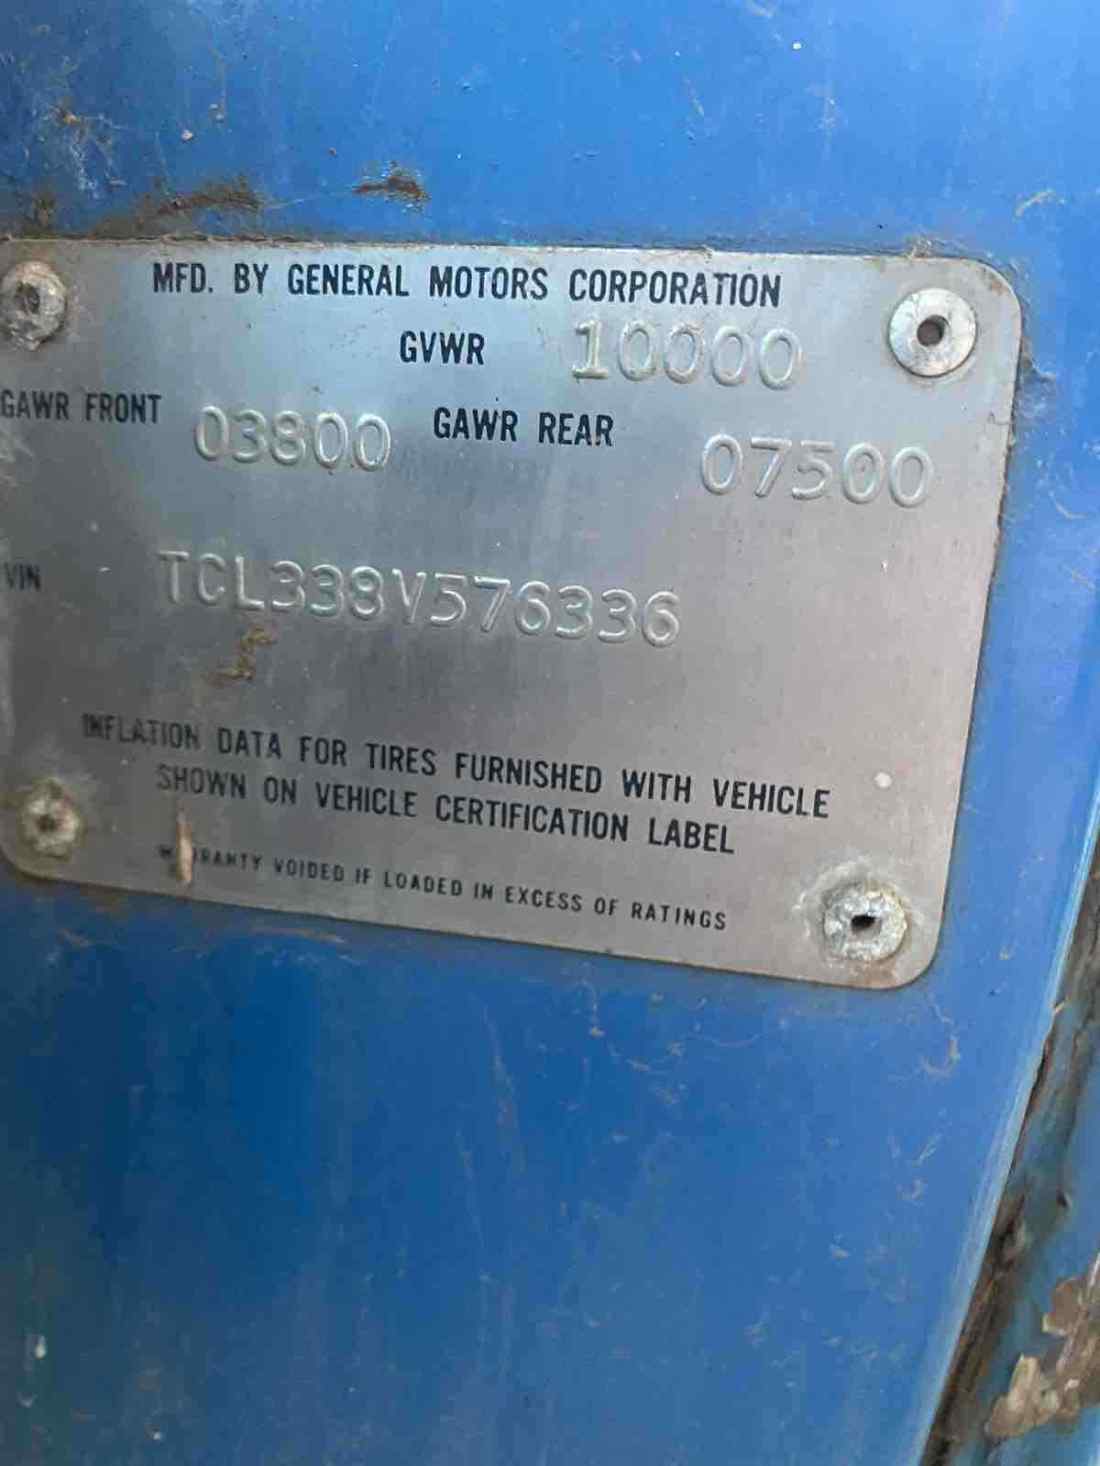 MFD. BY GENERAL MOTORS CORPORATION
GVWR 10000
GAWR FRONT 03800 GAWR REAR 07500
VIN TCL338V576336
INFLATION DATA FOR TIRES FURNISHED WITH VEHICLE
SHOWN ON VEHICLE CERTIFICATION LABEL
WARRANTY VOIDED IF LOADED IN EXCESS OF RATINGS